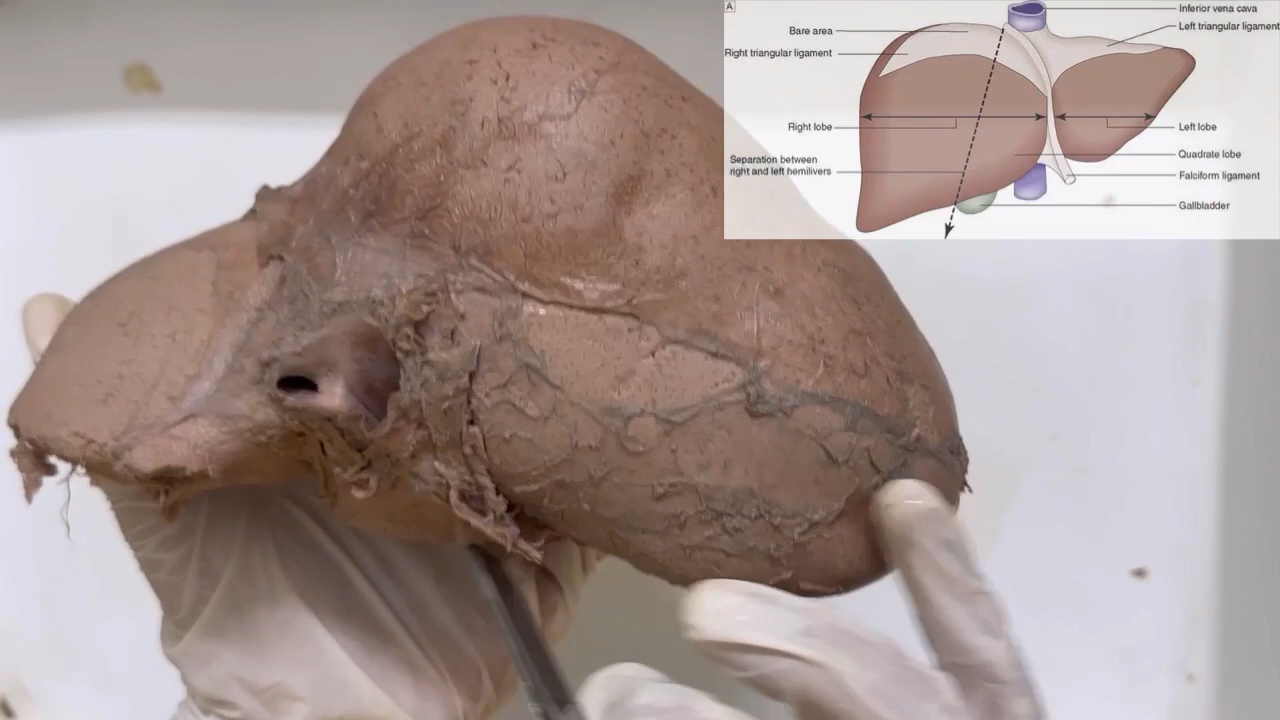 A
Inferior vena cava
Left triangular ligament
Bare area
Right triangular ligament
Right lobe
Left lobe
Separation between
right and left hemilivers
Quadrate lobe
Falciform ligament
Gallbladder